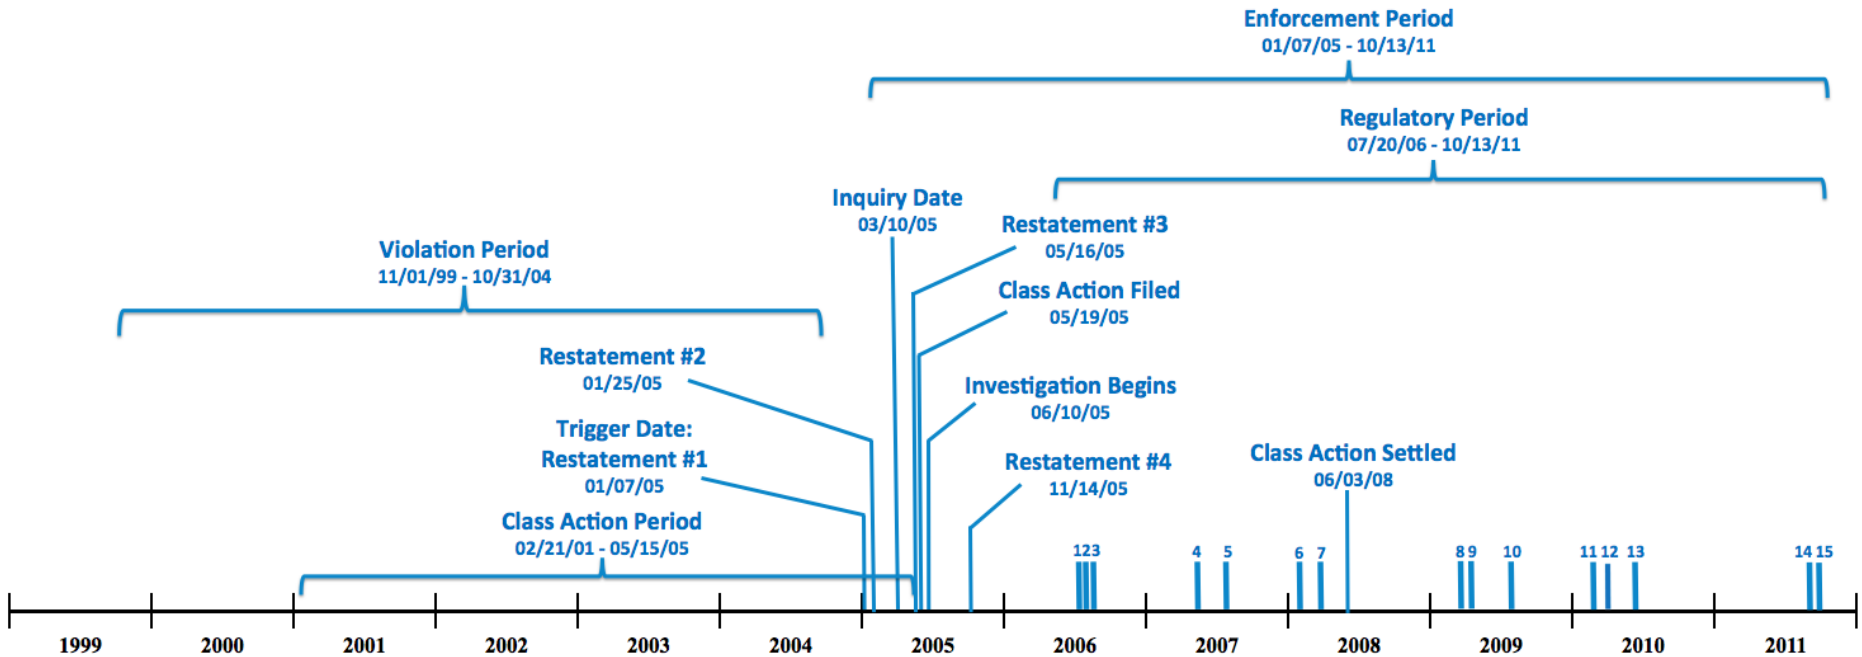 Enforcement Period
01/07/05 - 10/13/11
Regulatory Period
07/20/06 - 10/13/11
Inquiry Date
03/10/05
Restatement #3
05/16/05
Violation Period
11/01/99 - 10/31/04
Class Action Filed
05/19/05
Restatement #2
01/25/05
Investigation Begins
06/10/05
Trigger Date:
Restatement #1
01/07/05
Restatement #4
11/14/05
Class Action Settled
06/03/08
Class Action Period
02/21/01 - 05/15/05
1 2 3 4 5 6 7 8 9 10 11 12 13 14 15
1999 2000 2001 2002 2003 2004 2005 2006 2007 2008 2009 2010 2011